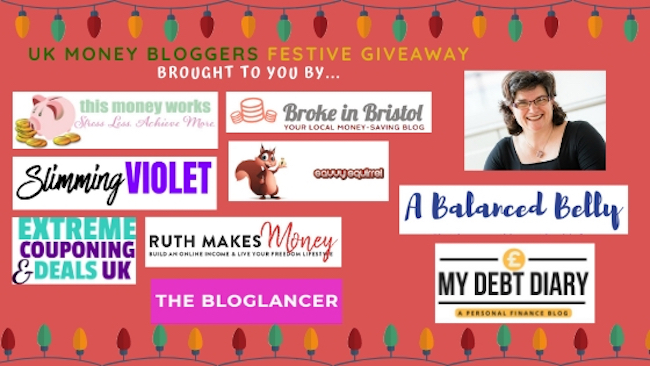 UK MONEY BLOGGERS FESTIVE GIVEAWAY
BROUGHT TO YOU BY...
this money works
Stress Less. Achieve More.
Broke in Bristol
YOUR LOCAL MONEY-SAVING BLOG
Slimming VIOLET
savvy squirrel
A Balanced Belly
EXTREME
COUPONING
& DEALS UK
RUTH MAKES Money
BUILD AN ONLINE INCOME & LIVE YOUR FREEDOM LIFESTYLE
£
MY DEBT DIARY
A PERSONAL FINANCE BLOG
THE BLOGLANCER